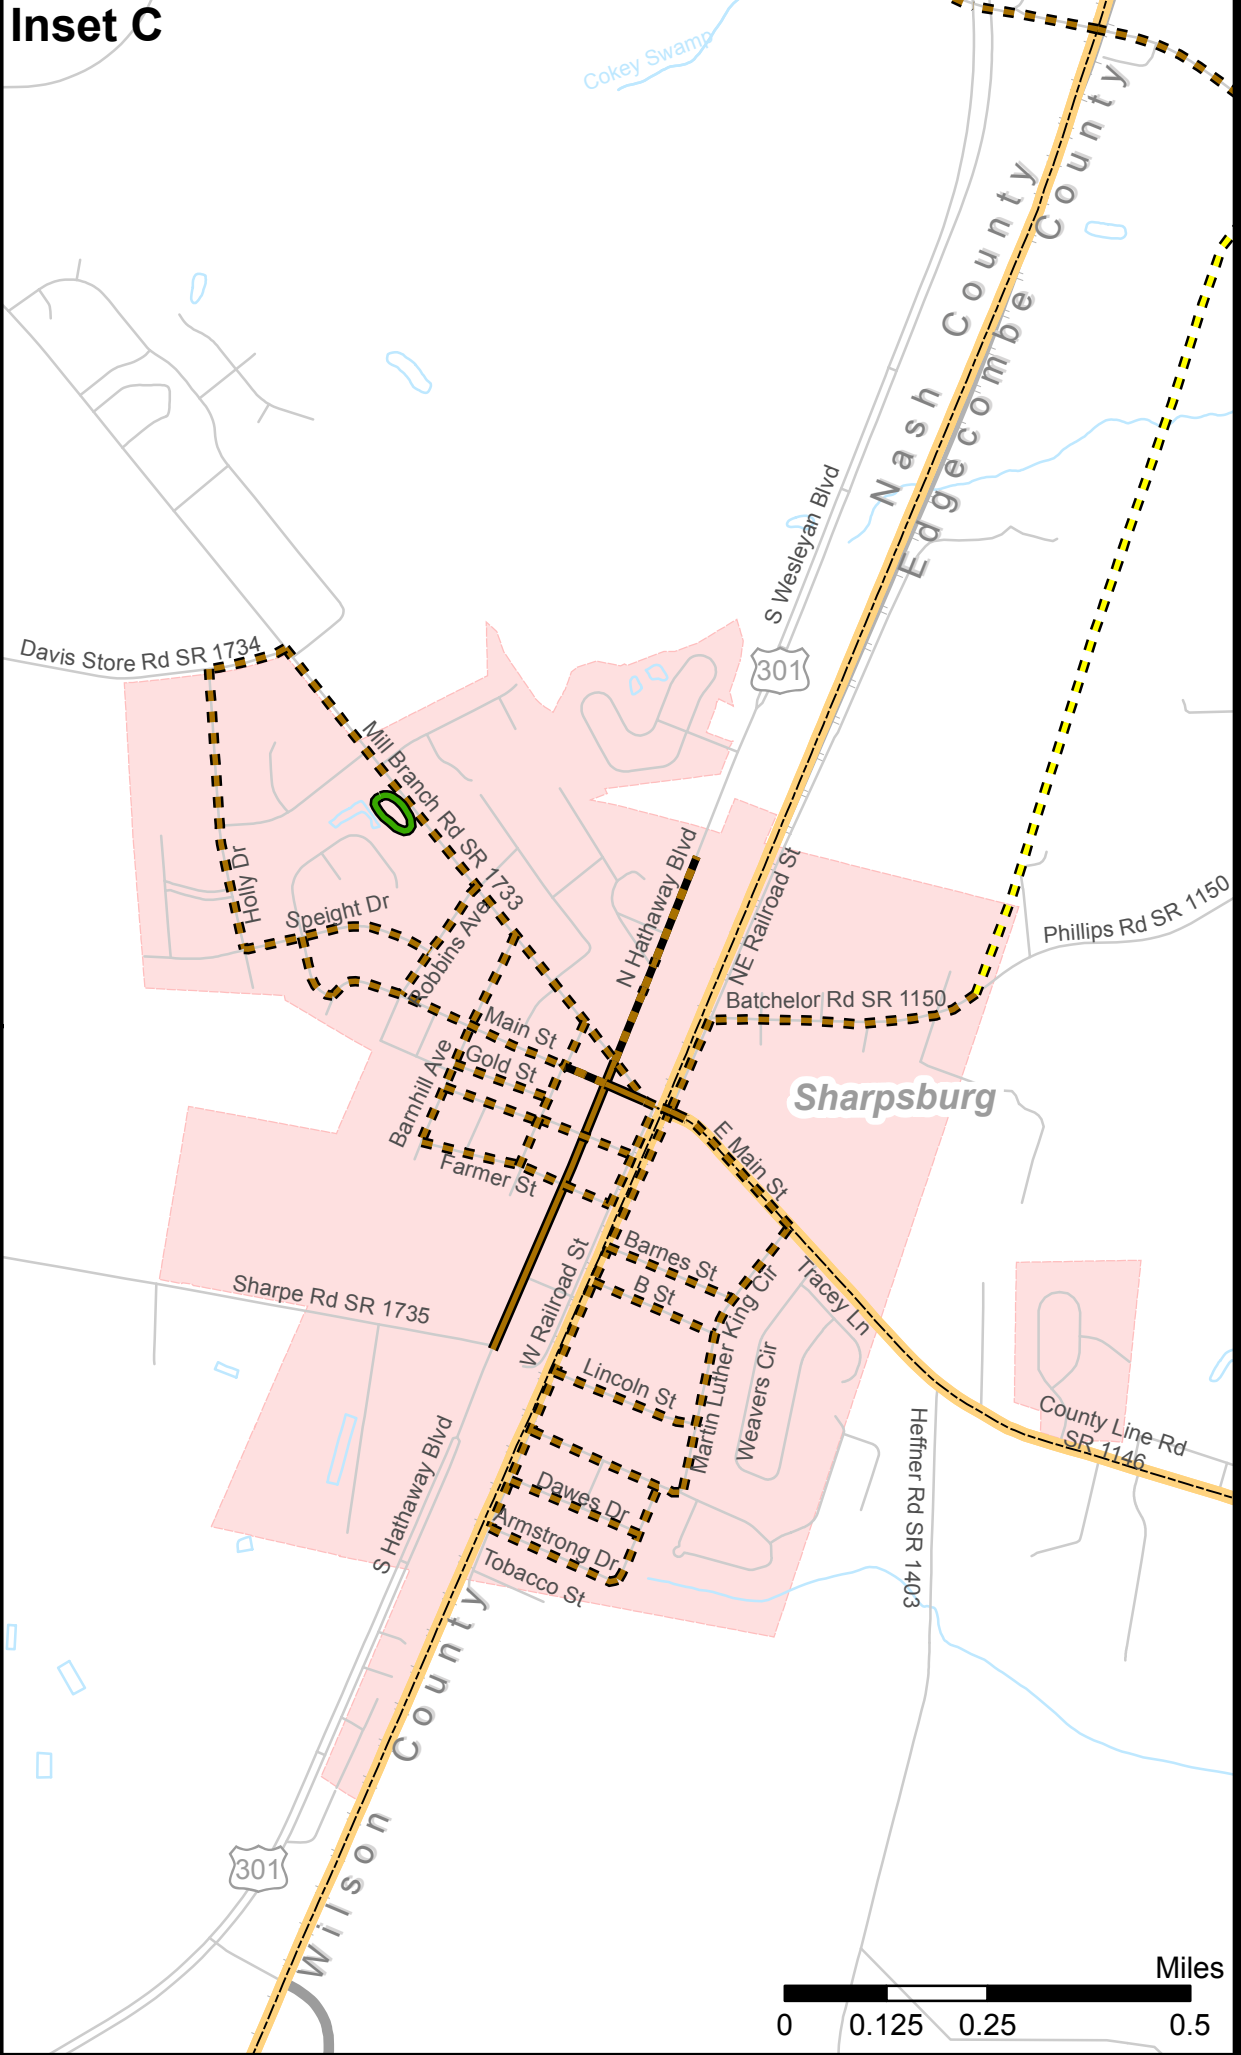 Inset C
Cokey Swamp
Nash County
Edgecombe County
S Wesleyan Blvd
301
Davis Store Rd SR 1734
Mill Branch Rd SR 1733
Holly Dr
Speight Dr
Robbins Ave
N Hathaway Blvd
NE Railroad St
Phillips Rd SR 1150
Batchelor Rd SR 1150
Main St
Gold St
Barnhill Ave
Farmer St
Sharpsburg
E Main St
Barnes St
B St
W Railroad St
Martin Luther King Cir
Tracey Ln
Sharpe Rd SR 1735
Lincoln St
Weavers Cir
County Line Rd
SR 1146
Heffner Rd SR 1403
S Hathaway Blvd
Dawes Dr
Armstrong Dr
Tobacco St
Wilson County
301
Miles
0 0.125 0.25 0.5